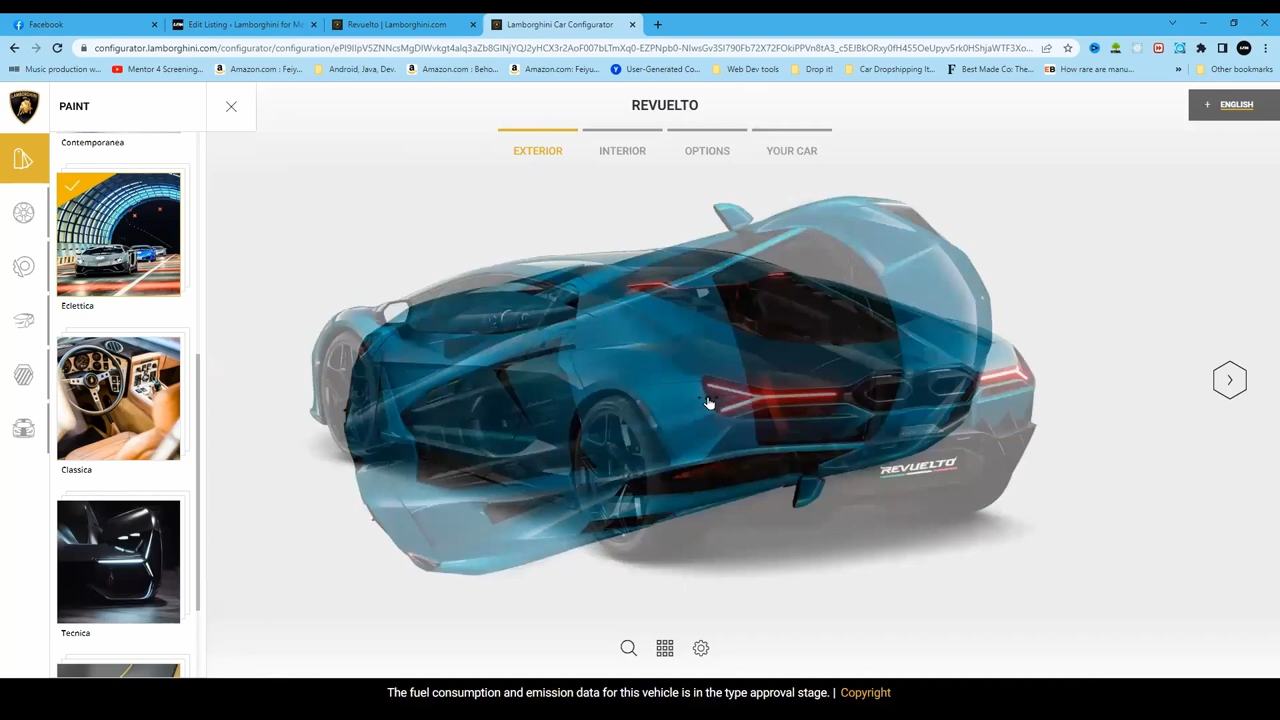 Facebook
Edit Listing ‹ Lamborghini for Me
Revuelto | Lamborghini.com
Lamborghini Car Configurator
configurator.lamborghini.com/configurator/configuration/
Music production w...
Mentor 4 Screening...
Amazon.com : Feiyu...
Android, Java, Dev.
Amazon.com : Beho...
Amazon.com: Feiyu...
User-Generated Co...
Web Dev tools
Drop it!
Car Dropshipping It...
Best Made Co: The...
How rare are manu...
»
Other bookmarks
PAINT
REVUELTO
+ ENGLISH
EXTERIOR
INTERIOR
OPTIONS
YOUR CAR
Contemporanea
Eclettica
Classica
Tecnica
REVUELTO
The fuel consumption and emission data for this vehicle is in the type approval stage. | Copyright